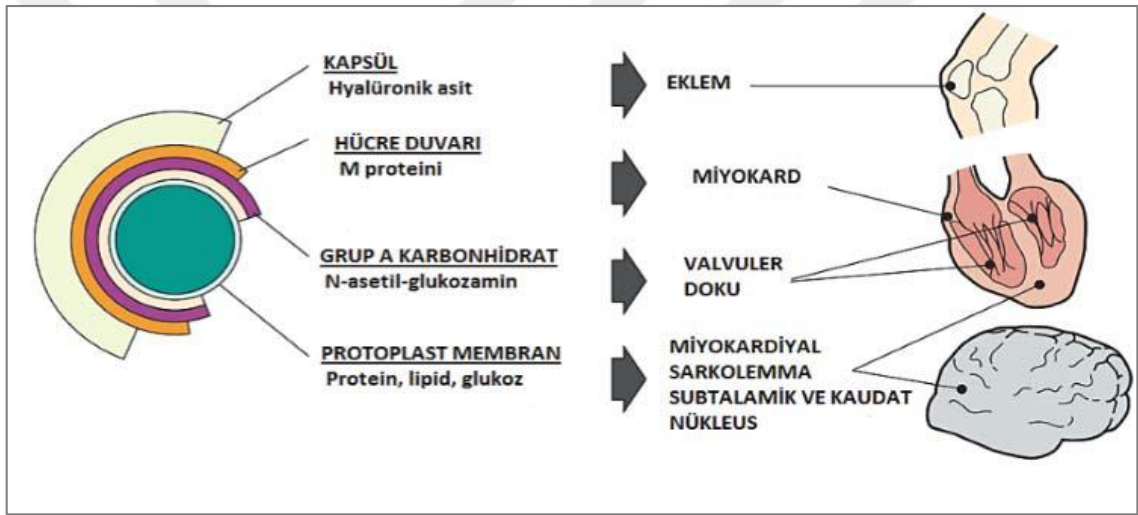 KAPSÜL
Hyalüronik asit
EKLEM
HÜCRE DUVARI
M proteini
MİYOKARD
GRUP A KARBONHİDRAT
N-asetil-glukozamin
VALVULER
DOKU
PROTOPLAST MEMBRAN
Protein, lipid, glukoz
MİYOKARDİYAL
SARKOLEMMA
SUBTALAMİK VE KAUDAT
NÜKLEUS